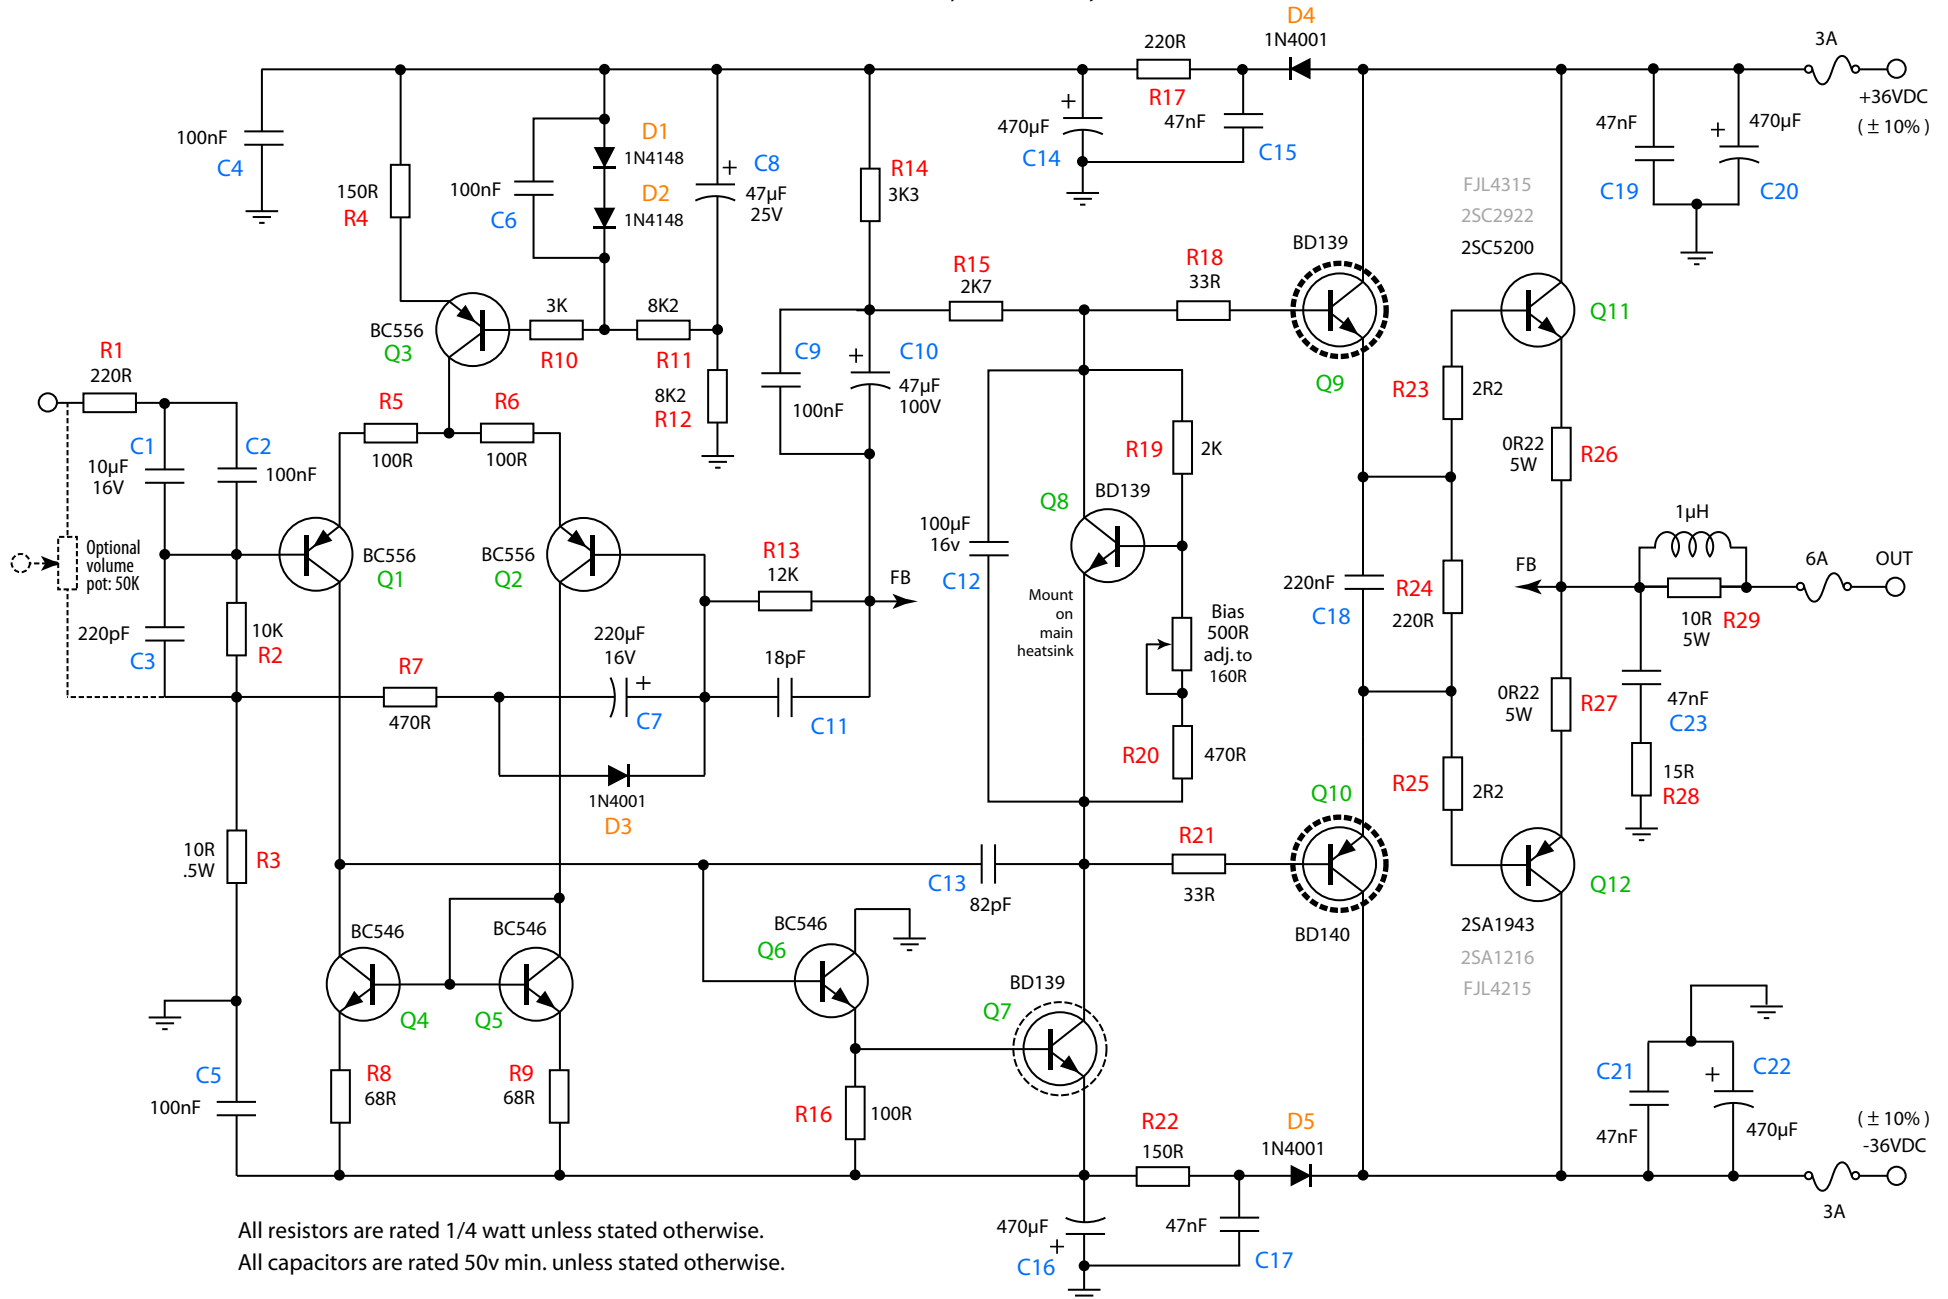 D4
1N4001
220R
R17
3A
+36VDC
( ± 10% )
100nF
C4
150R
R4
100nF
C6
D1
1N4148
D2
1N4148
+
C8
47µF
25V
R14
3K3
+
470µF
C14
47nF
C15
47nF
C19
+
470µF
C20
FJL4315
2SC2922
2SC5200
Q11
BC556
Q3
3K
R10
8K2
R11
8K2
R12
R15
2K7
R18
33R
BD139
Q9
C9
100nF
+
C10
47µF
100V
R1
220R
C1
10µF
16V
C2
100nF
R5
100R
R6
100R
R23
2R2
0R22
5W
R26
R19
2K
Q8
BD139
Optional
volume
pot: 50K
BC556
Q1
BC556
Q2
R13
12K
FB
100µF
16v
C12
Mount
on
main
heatsink
Bias
500R
adj. to
160R
220nF
C18
R24
220R
FB
1µH
10R
5W
R29
6A
OUT
220pF
C3
10K
R2
R7
470R
220µF
16V
+
C7
18pF
C11
R20
470R
R25
2R2
0R22
5W
R27
47nF
C23
15R
R28
1N4001
D3
10R
.5W
R3
C13
82pF
R21
33R
Q10
BD140
Q12
2SA1943
2SA1216
FJL4215
BC546
Q4
BC546
Q5
BC546
Q6
BD139
Q7
C5
100nF
R8
68R
R9
68R
R16
100R
R22
150R
D5
1N4001
C21
47nF
+
C22
470µF
( ± 10% )
-36VDC
3A
470µF
+
C16
47nF
C17
All resistors are rated 1/4 watt unless stated otherwise.
All capacitors are rated 50v min. unless stated otherwise.